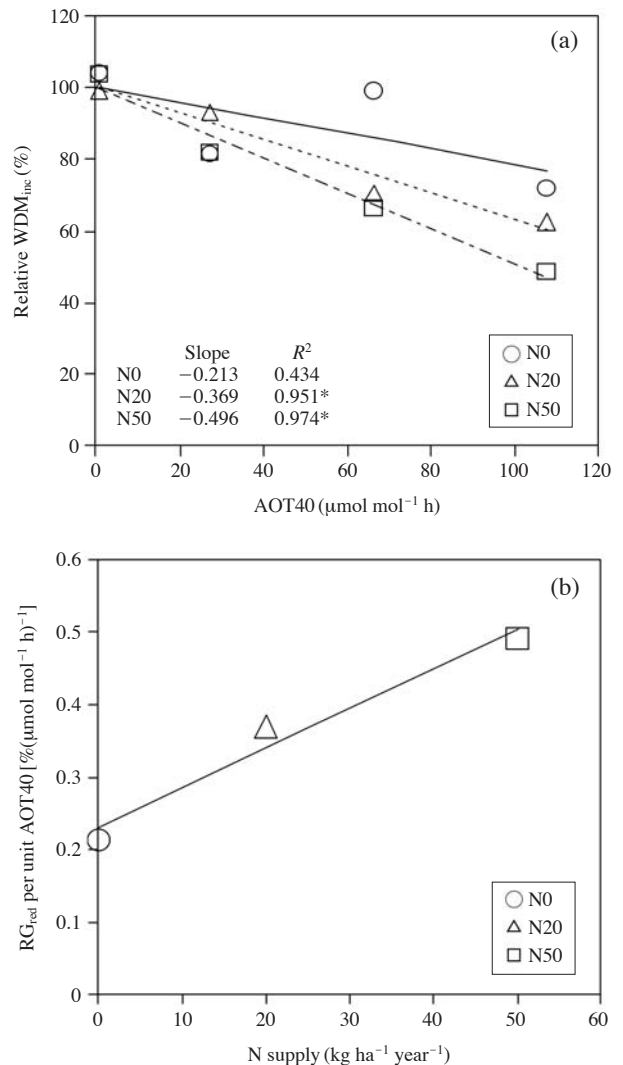 (a)
120
100
80
60
40
20
0
Relative WDM_inc (%)
Slope R²
N0 −0.213 0.434
N20 −0.369 0.951*
N50 −0.496 0.974*
N0
N20
N50
0 20 40 60 80 100 120
AOT40 (μmol mol⁻¹ h)
(b)
0.6
0.5
0.4
0.3
0.2
0.1
0
RG_red per unit AOT40 [%(μmol mol⁻¹ h)⁻¹]
N0
N20
N50
0 10 20 30 40 50 60
N supply (kg ha⁻¹ year⁻¹)